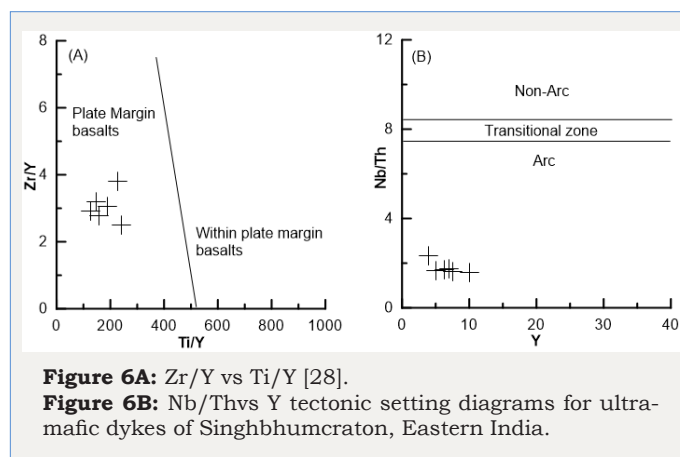 (A)
8
6
4
2
0
Zr/Y
Plate Margin
basalts
Within plate margin
basalts
0 200 400 600 800 1000
Ti/Y
(B)
12
8
4
2
0
Nb/Th
Non-Arc
Transitional zone
Arc
0 10 20 30 40
Y
Figure 6A: Zr/Y vs Ti/Y [28].
Figure 6B: Nb/Thvs Y tectonic setting diagrams for ultra-
mafic dykes of Singhbhumcraton, Eastern India.